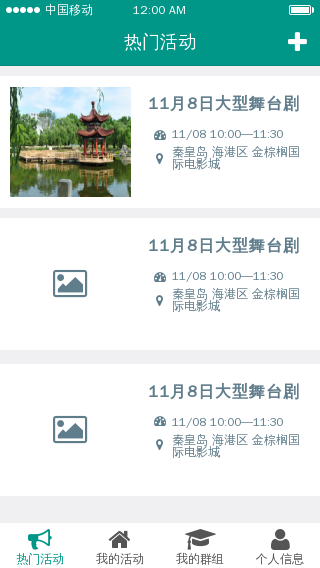 中国移动 12:00 AM
热门活动
11月8日大型舞台剧
11/08 10:00—11:30
秦皇岛 海港区 金棕榈国
际电影城
11月8日大型舞台剧
11/08 10:00—11:30
秦皇岛 海港区 金棕榈国
际电影城
11月8日大型舞台剧
11/08 10:00—11:30
秦皇岛 海港区 金棕榈国
际电影城
热门活动 我的活动 我的群组 个人信息